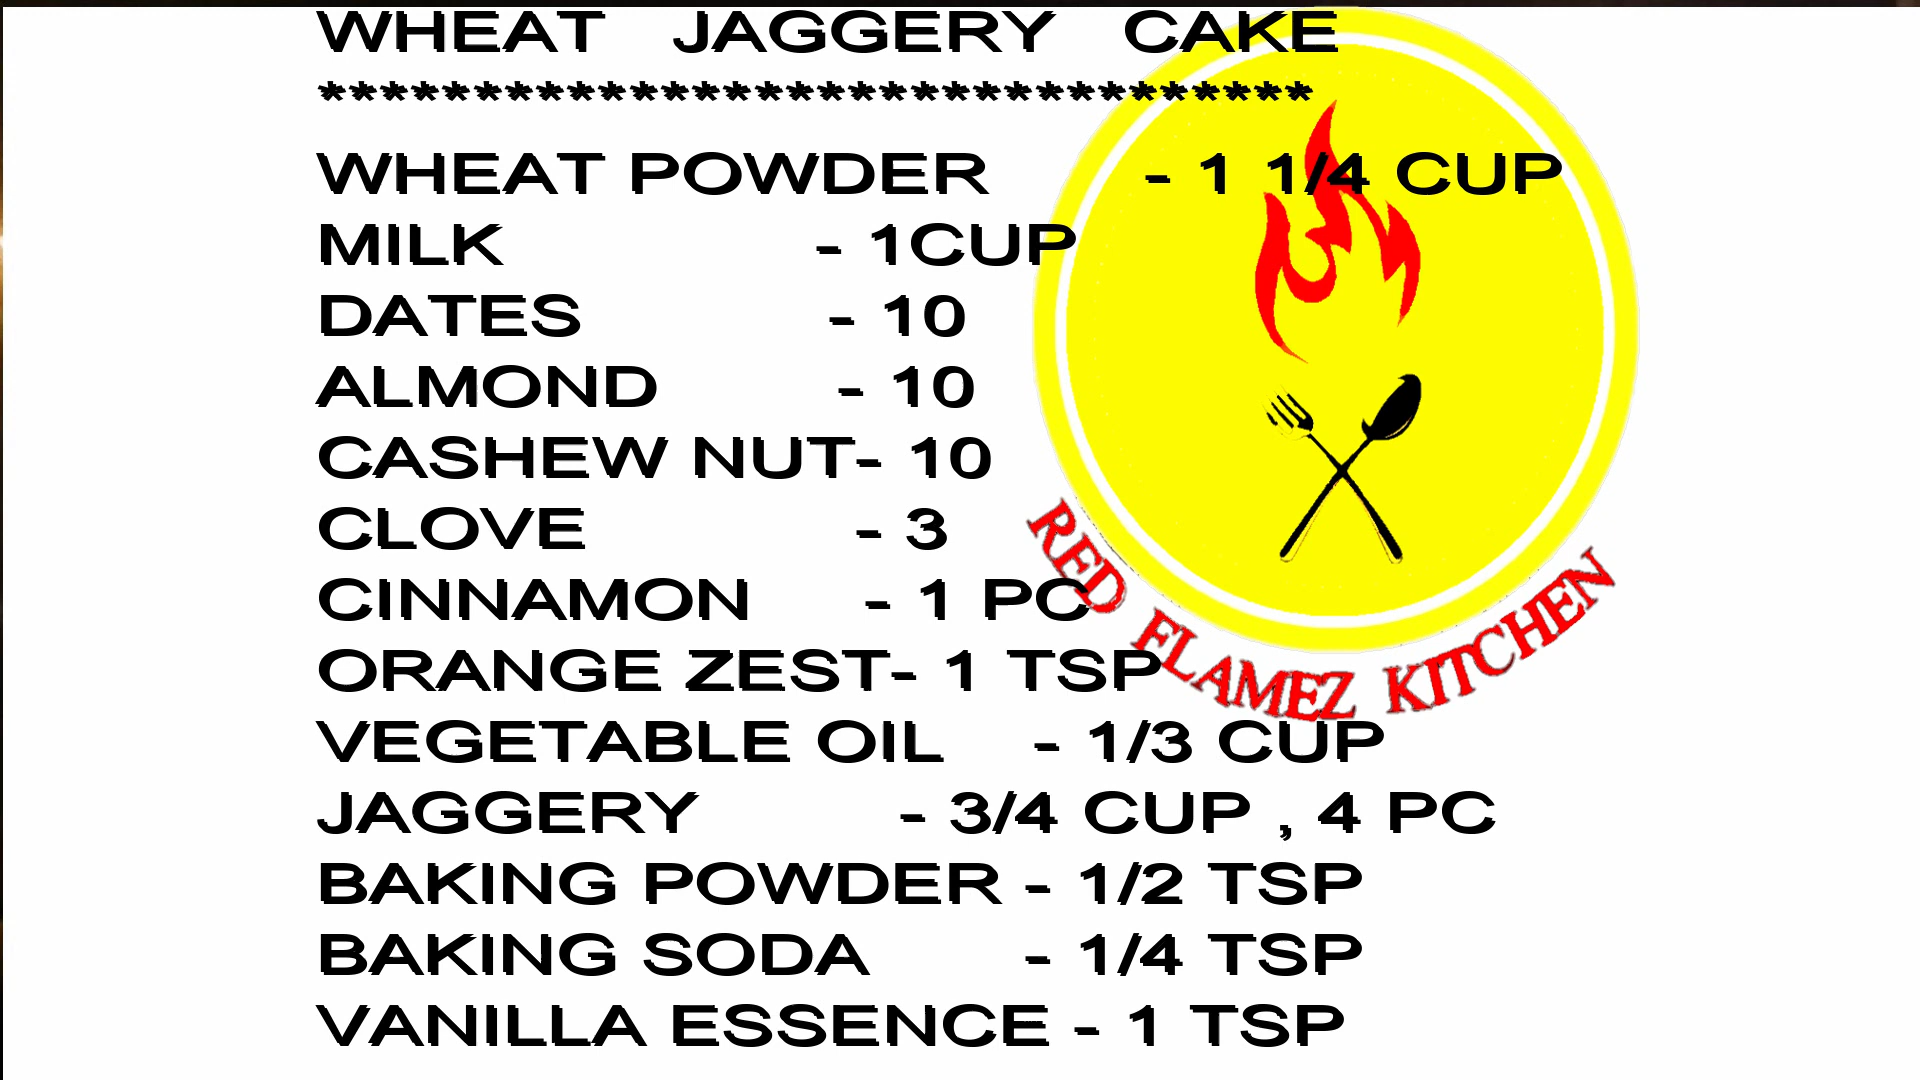 WHEAT JAGGERY CAKE
********************************
WHEAT POWDER - 1 1/4 CUP
MILK - 1CUP
DATES - 10
ALMOND - 10
CASHEW NUT- 10
CLOVE - 3
CINNAMON - 1 PC
ORANGE ZEST- 1 TSP
VEGETABLE OIL - 1/3 CUP
JAGGERY - 3/4 CUP , 4 PC
BAKING POWDER - 1/2 TSP
BAKING SODA - 1/4 TSP
VANILLA ESSENCE - 1 TSP
RED FLAMEZ KITCHEN